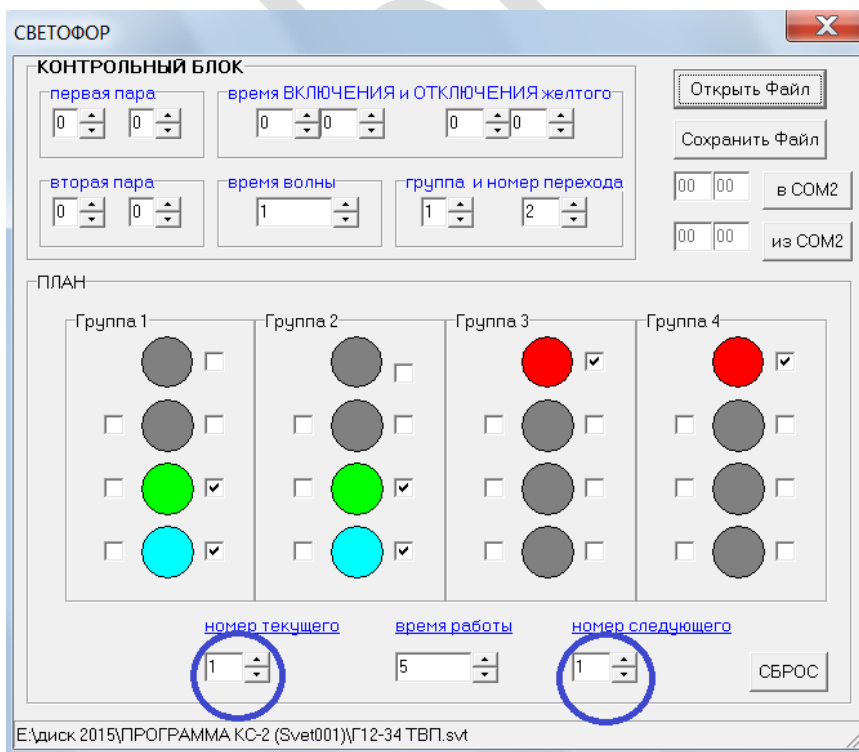 СВЕТОФОР
X
КОНТРОЛЬНЫЙ БЛОК
первая пара
время ВКЛЮЧЕНИЯ и ОТКЛЮЧЕНИЯ желтого
Открыть Файл
0 0 0 0 0 0
Сохранить Файл
вторая пара
время волны
группа и номер перехода
00 00 в COM2
0 0 1 1 2
00 00 из COM2
ПЛАН
Группа 1 Группа 2 Группа 3 Группа 4
номер текущего время работы номер следующего
1 5 1 СБРОС
E:\диск 2015\ПРОГРАММА КС-2 (Svet001)\Г12-34 ТВП.svt